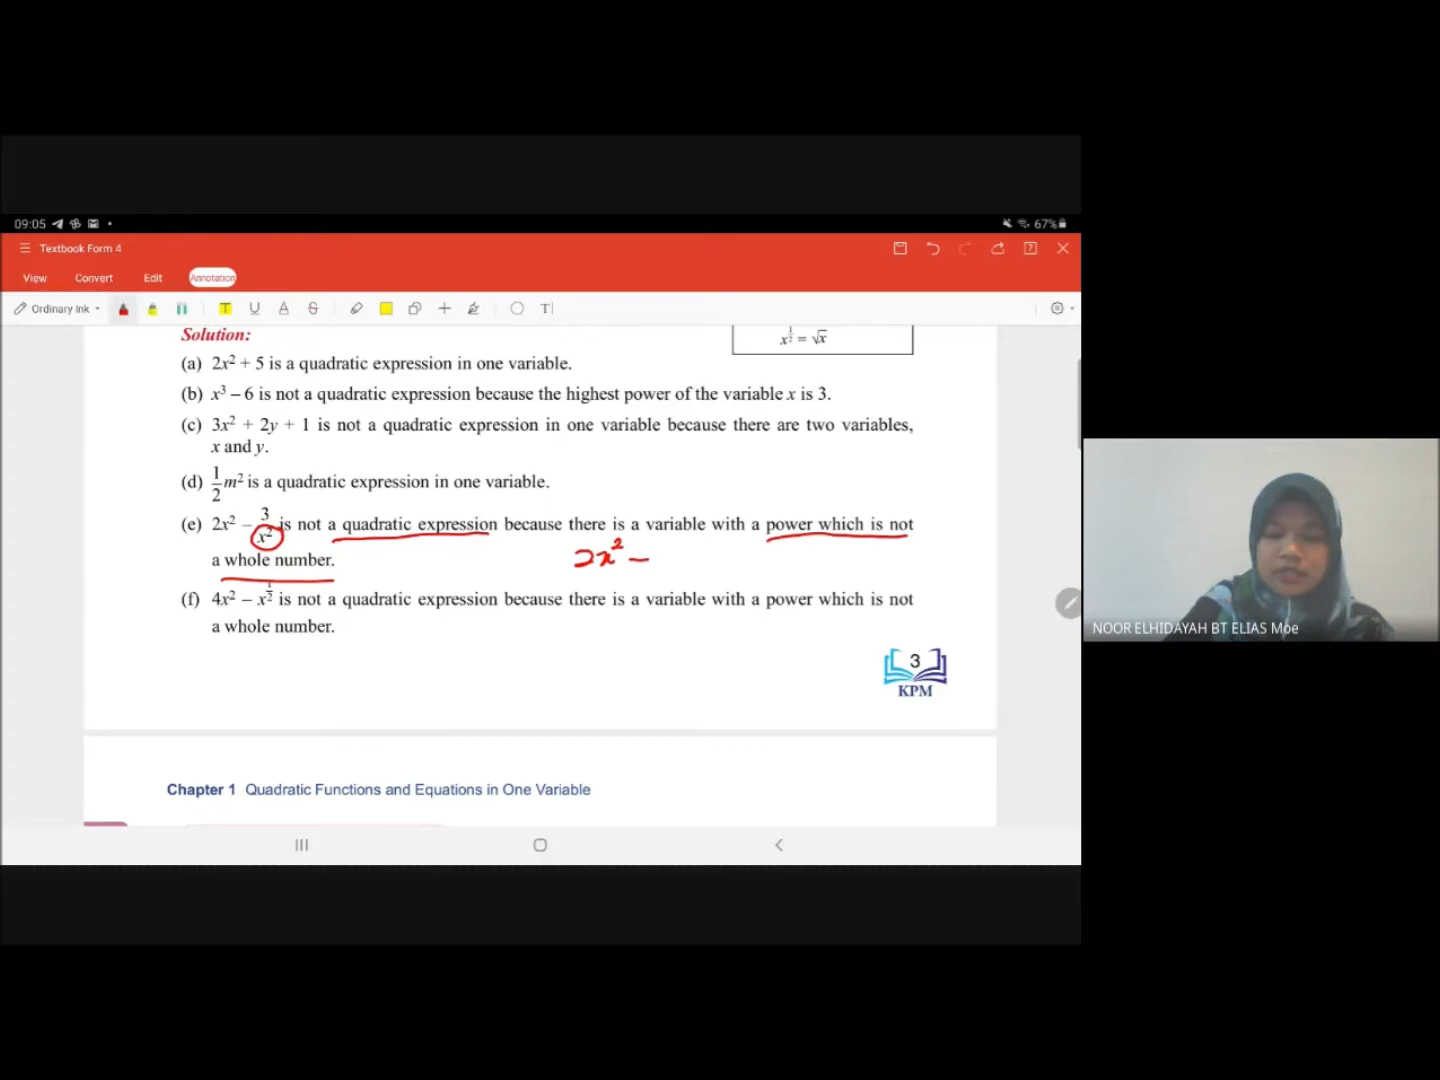 09:05
67%
Textbook Form 4
View Convert Edit Annotation
Ordinary Ink
Solution:
x^{1/2} = √x
(a) 2x² + 5 is a quadratic expression in one variable.
(b) x³ – 6 is not a quadratic expression because the highest power of the variable x is 3.
(c) 3x² + 2y + 1 is not a quadratic expression in one variable because there are two variables,
x and y.
(d) 1/2 m² is a quadratic expression in one variable.
(e) 2x² – 3/x² is not a quadratic expression because there is a variable with a power which is not
a whole number.
2x² –
(f) 4x² – x^{1/2} is not a quadratic expression because there is a variable with a power which is not
a whole number.
3
KPM
NOOR ELHIDAYAH BT ELIAS Moe
Chapter 1 Quadratic Functions and Equations in One Variable